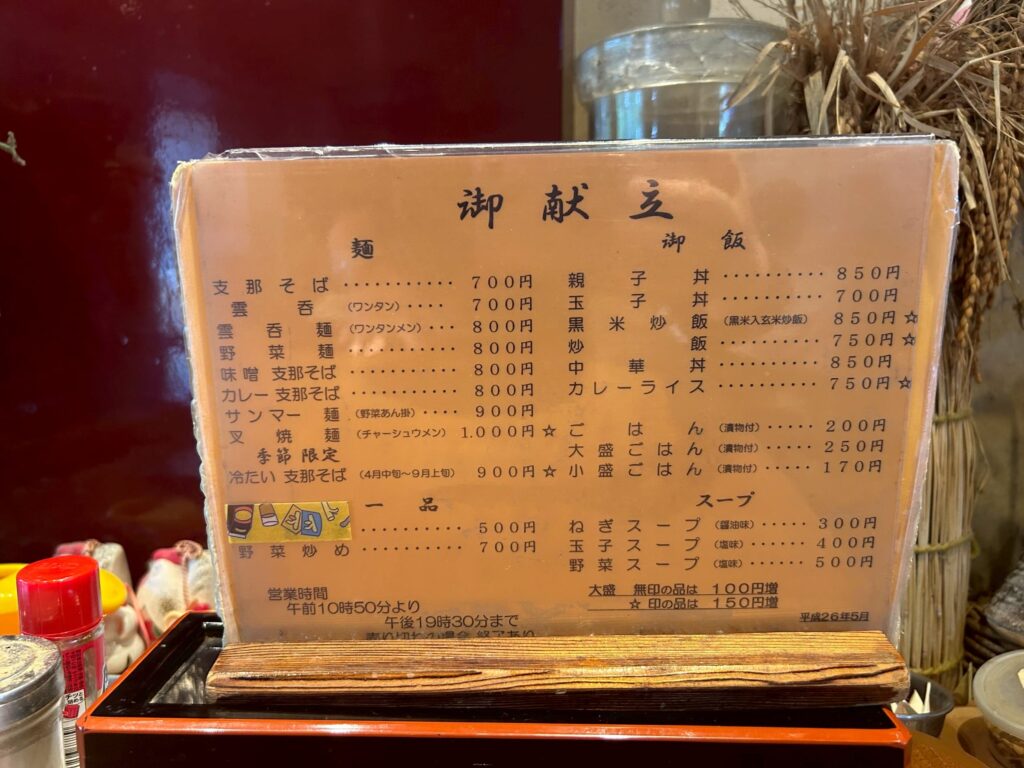 御献立
麺
支那そば ············ 700円
雲呑 (ワンタン) ···· 700円
雲呑麺 (ワンタンメン) ··· 800円
野菜麺 ··········· 800円
味噌 支那そば ··········· 800円
カレー 支那そば ··········· 800円
サンマー麺 (野菜あん掛) ···· 900円
叉焼麺 (チャーシュウメン) 1.000円 ☆
季節限定
冷たい 支那そば (4月中旬〜9月上旬) 900円 ☆
一品
··········· 500円
野菜炒め ··········· 700円
営業時間
午前10時50分より
午後19時30分まで
売り切れの場合 終了あり
御飯
親子丼 ··········· 850円
玉子丼 ··········· 700円
黒米炒飯 (黒米入玄米炒飯) 850円 ☆
炒飯 ··········· 750円 ☆
中華丼 ··········· 850円
カレーライス ·········· 750円 ☆
ごはん (漬物付) ···· 200円
大盛ごはん (漬物付) ···· 250円
小盛ごはん (漬物付) ···· 170円
スープ
ねぎスープ (醤油味) ····· 300円
玉子スープ (塩味) ····· 400円
野菜スープ (塩味) ····· 500円
大盛 無印の品は 100円増
☆ 印の品は 150円増
平成26年5月